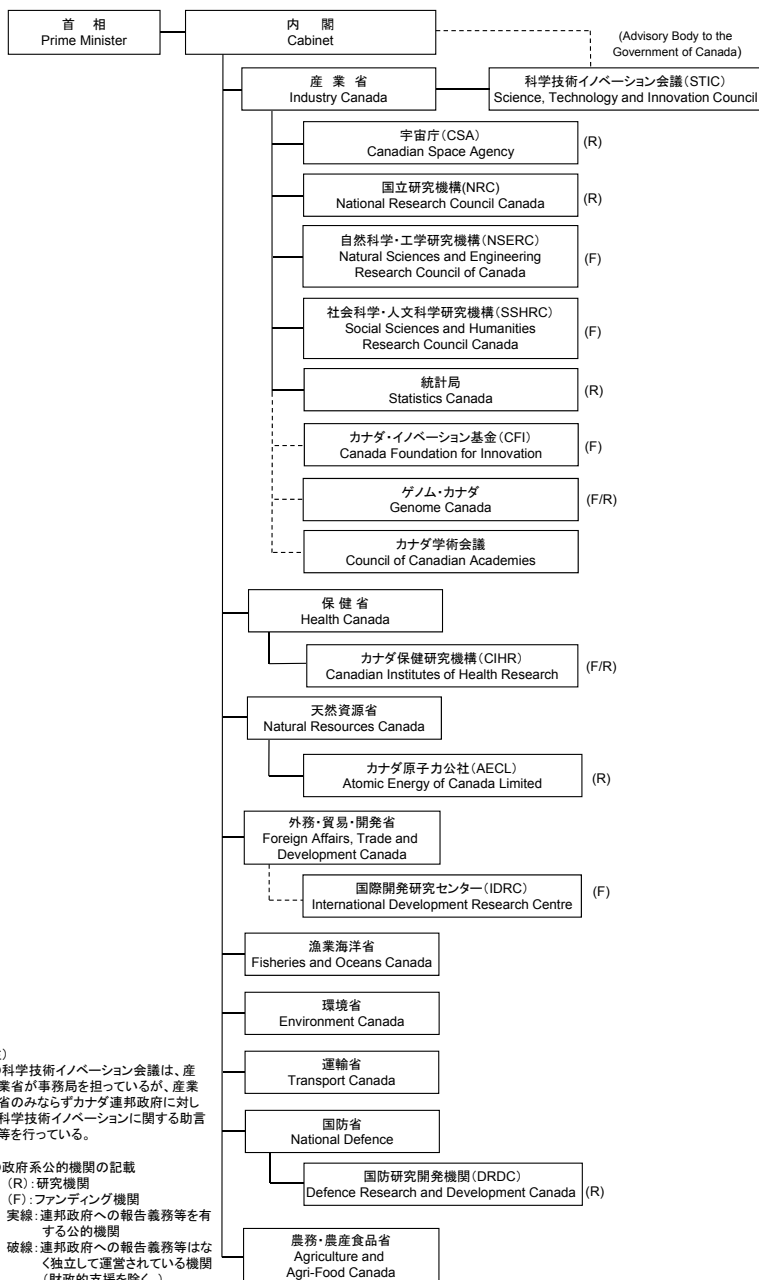 首 相
Prime Minister
内 閣
Cabinet
(Advisory Body to the
Government of Canada)
産 業 省
Industry Canada
科学技術イノベーション会議(STIC)
Science, Technology and Innovation Council
宇宙庁(CSA)
Canadian Space Agency
(R)
国立研究機構(NRC)
National Research Council Canada
(R)
自然科学・工学研究機構(NSERC)
Natural Sciences and Engineering
Research Council of Canada
(F)
社会科学・人文科学研究機構(SSHRC)
Social Sciences and Humanities
Research Council Canada
(F)
統計局
Statistics Canada
(R)
カナダ・イノベーション基金(CFI)
Canada Foundation for Innovation
(F)
ゲノム・カナダ
Genome Canada
(F/R)
カナダ学術会議
Council of Canadian Academies
保 健 省
Health Canada
カナダ保健研究機構(CIHR)
Canadian Institutes of Health Research
(F/R)
天然資源省
Natural Resources Canada
カナダ原子力公社(AECL)
Atomic Energy of Canada Limited
(R)
外務・貿易・開発省
Foreign Affairs, Trade and
Development Canada
国際開発研究センター(IDRC)
International Development Research Centre
(F)
漁業海洋省
Fisheries and Oceans Canada
環境省
Environment Canada
運輸省
Transport Canada
国防省
National Defence
国防研究開発機関(DRDC)
Defence Research and Development Canada
(R)
農務・農産食品省
Agriculture and
Agri-Food Canada
科学技術イノベーション会議は、産
業省が事務局を担っているが、産業
省のみならずカナダ連邦政府に対し
科学技術イノベーションに関する助言
等を行っている。
政府系公的機関の記載
(R):研究機関
(F):ファンディング機関
実線:連邦政府への報告義務等を有
する公的機関
破線:連邦政府への報告義務等はな
く独立して運営されている機関
(財政的支援を除く。)